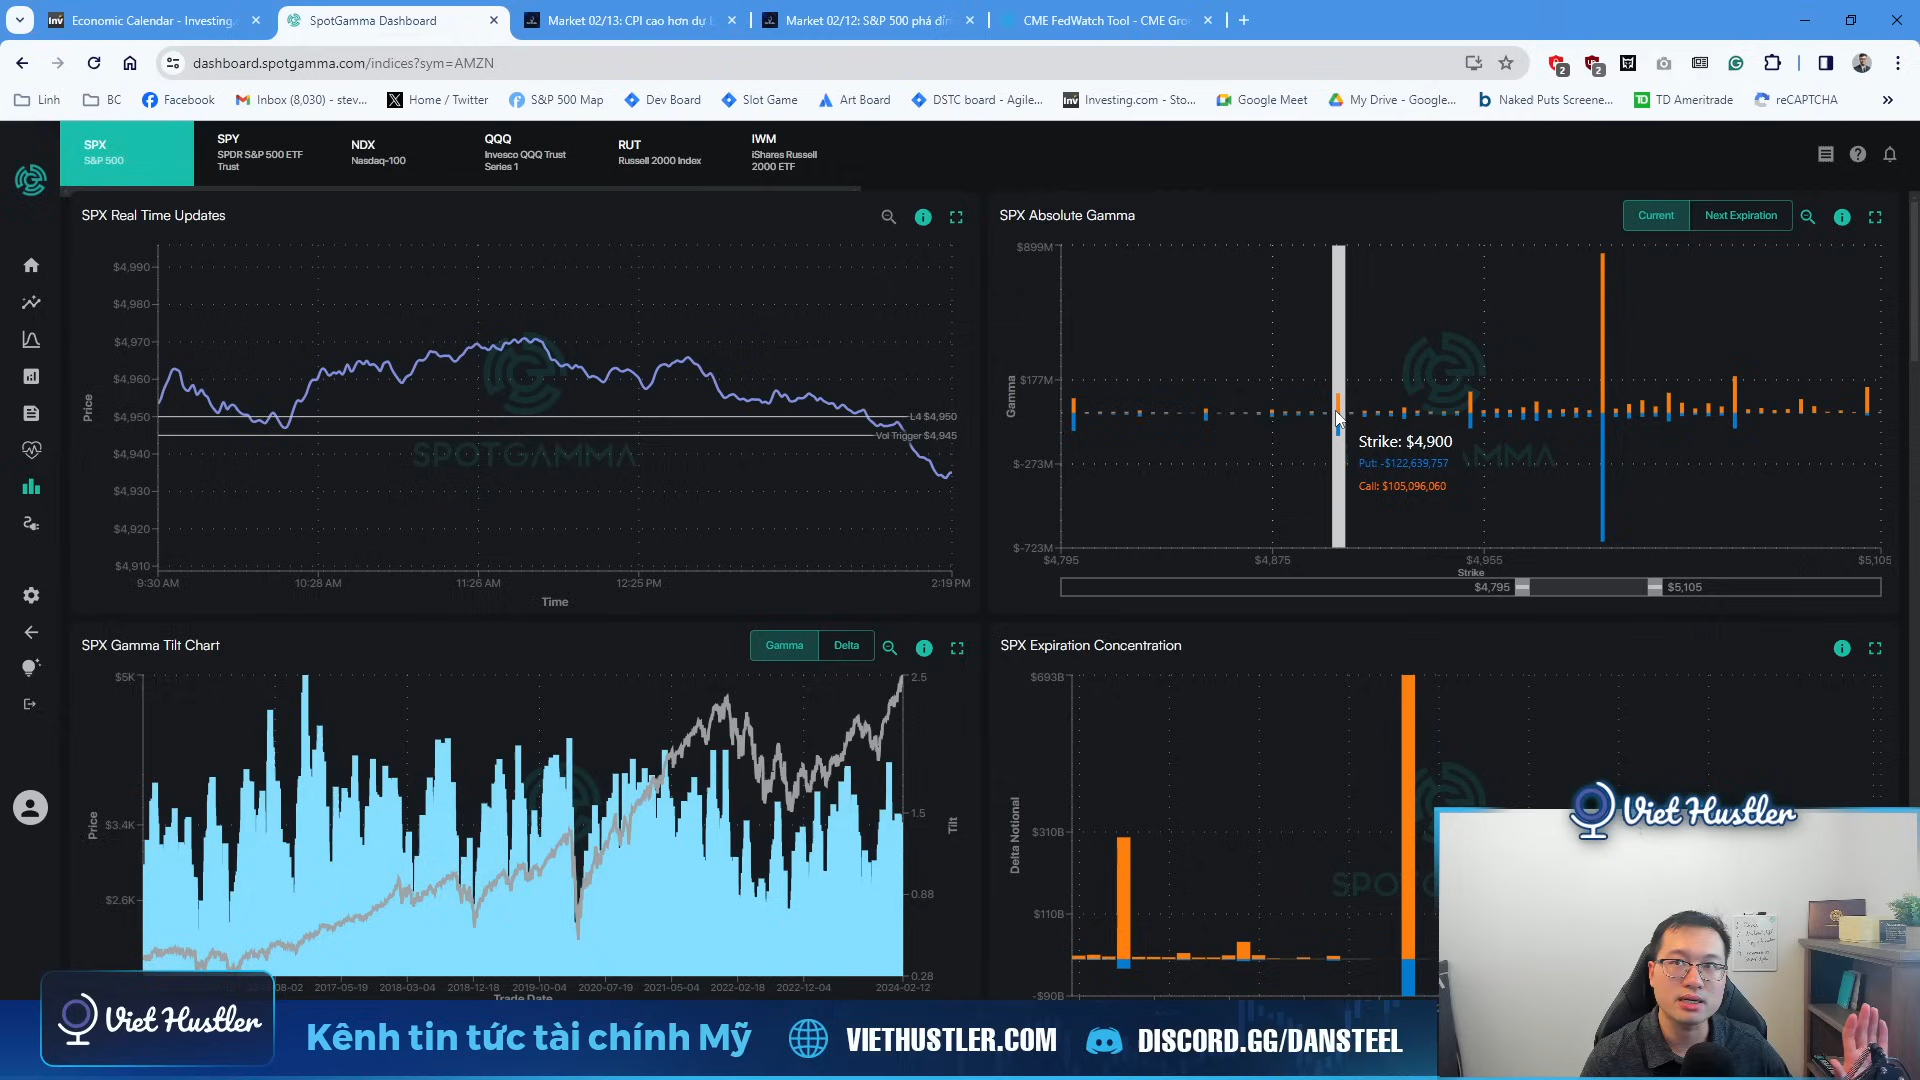 Economic Calendar - Investing.
SpotGamma Dashboard
Market 02/13: CPI cao hơn dự
Market 02/12: S&P 500 phá đỉn
CME FedWatch Tool - CME Gro
dashboard.spotgamma.com/indices?sym=AMZN
2
2
Linh
BC
Facebook
Inbox (8,030) - stev...
Home / Twitter
S&P 500 Map
Dev Board
Slot Game
Art Board
DSTC board - Agile...
Investing.com - Sto...
Google Meet
My Drive - Google...
Naked Puts Screene...
TD Ameritrade
reCAPTCHA
SPX
S&P 500
SPY
SPDR S&P 500 ETF
Trust
NDX
Nasdaq-100
QQQ
Invesco QQQ Trust
Series 1
RUT
Russell 2000 Index
IWM
iShares Russell
2000 ETF
SPX Real Time Updates
$4,990
$4,980
$4,970
$4,960
$4,950
$4,940
$4,930
$4,920
$4,910
Price
L4 $4,950
Vol Trigger $4,945
SPOTGAMMA
9:30 AM
10:28 AM
11:26 AM
12:25 PM
2:19 PM
Time
SPX Absolute Gamma
Current
Next Expiration
$899M
$177M
$-273M
$-723M
Gamma
Strike: $4,900
Put: -$122,639,757
Call: $105,096,060
$4,795
$4,875
$4,955
$5,105
Strike
$4,795
$5,105
SPX Gamma Tilt Chart
Gamma
Delta
$5K
$3.4K
$2.6K
Price
2.5
1.5
0.88
0.28
Tilt
2017-05-19
2018-03-04
2019-10-04
2020-07-19
2021-05-04
2022-02-18
2022-12-04
2024-02-12
Trade Date
SPX Expiration Concentration
$693B
$310B
$110B
-$90B
Delta Notional
Viet Hustler
Viet Hustler
Kênh tin tức tài chính Mỹ
VIETHUSTLER.COM
DISCORD.GG/DANSTEEL